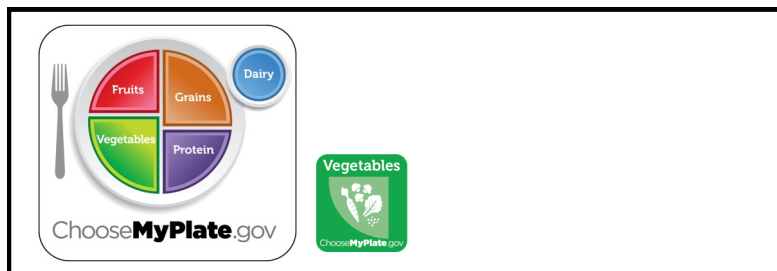 Dairy
Fruits
Grains
Vegetables
Protein
ChooseMyPlate.gov
Vegetables
ChooseMyPlate.gov